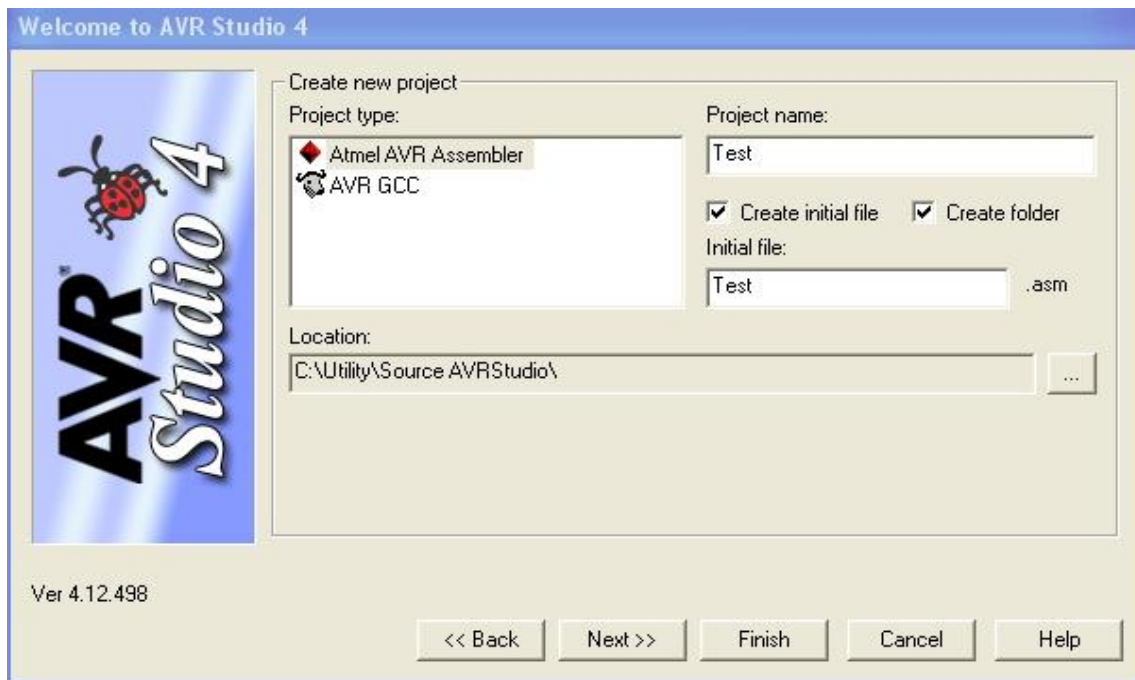 Welcome to AVR Studio 4
AVR®
Studio 4
Create new project
Project type:
Atmel AVR Assembler
AVR GCC
Project name:
Test
Create initial file
Create folder
Initial file:
Test .asm
Location:
C:\Utility\Source AVRStudio\
...
Ver 4.12.498
<< Back Next >> Finish Cancel Help